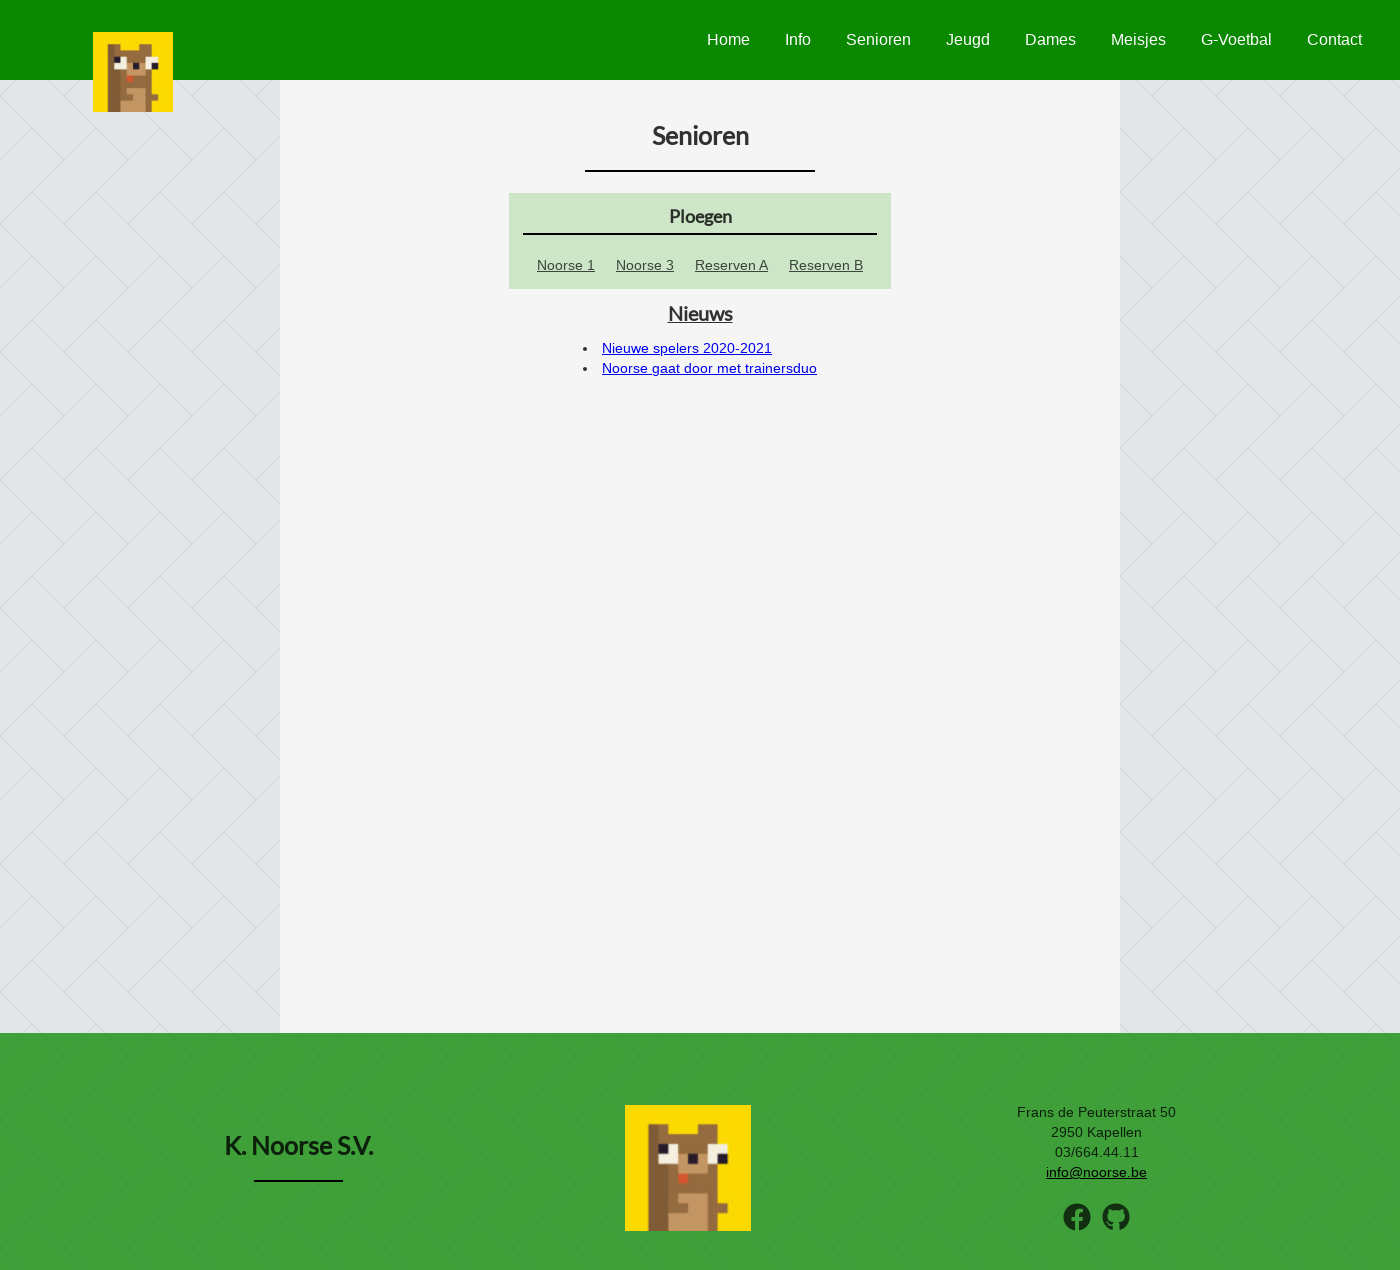 Home Info Senioren Jeugd Dames Meisjes G-Voetbal Contact
Senioren
Ploegen
Noorse 1 Noorse 3 Reserven A Reserven B
Nieuws
Nieuwe spelers 2020-2021
Noorse gaat door met trainersduo
K. Noorse S.V.
Frans de Peuterstraat 50
2950 Kapellen
03/664.44.11
info@noorse.be